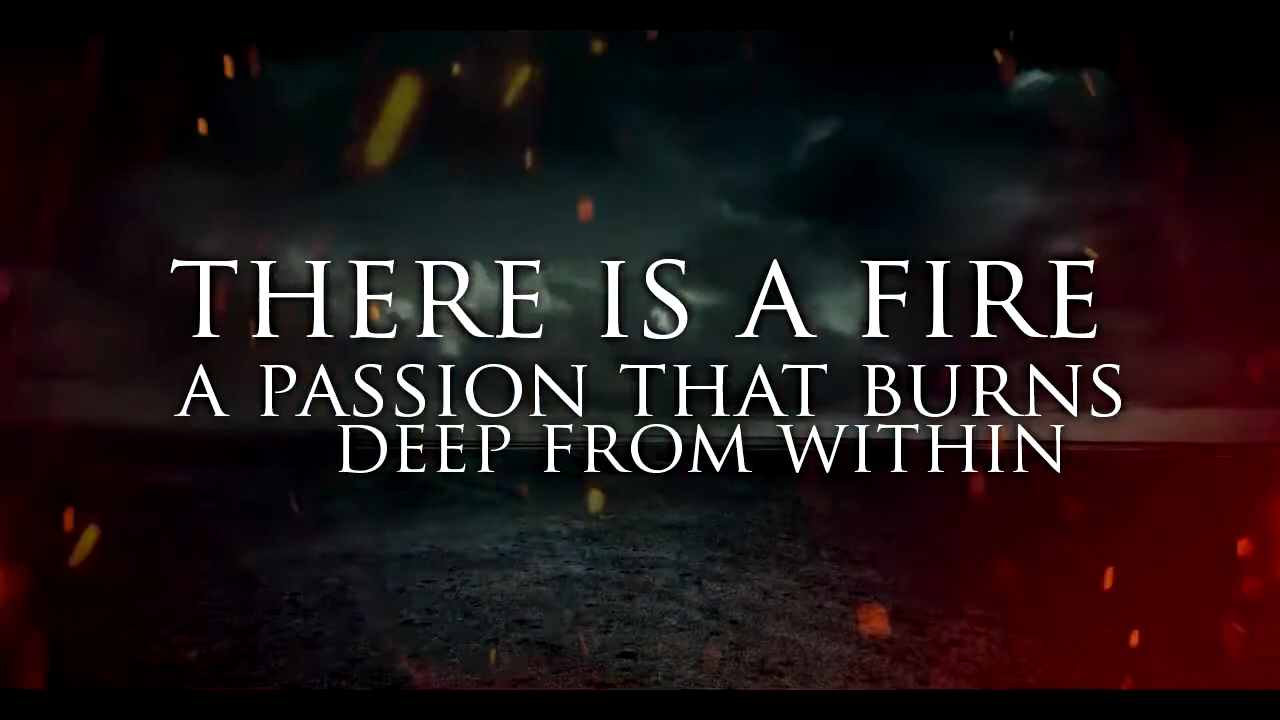 THERE IS A FIRE
A PASSION THAT BURNS
DEEP FROM WITHIN